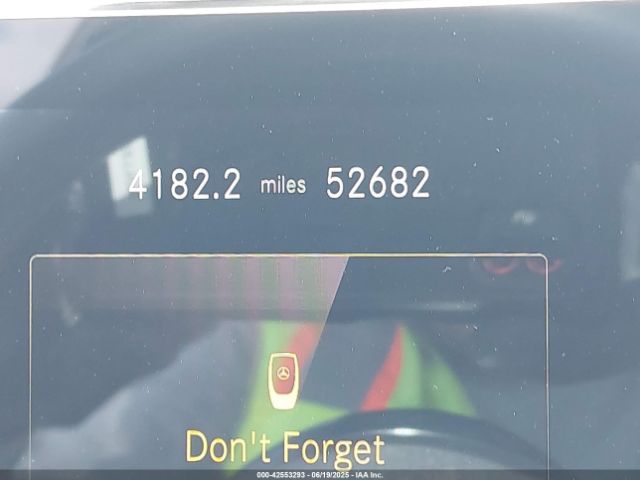 4182.2 miles 52682
Don't Forget
000-42553293 - 06/19/2025 - IAA Inc.